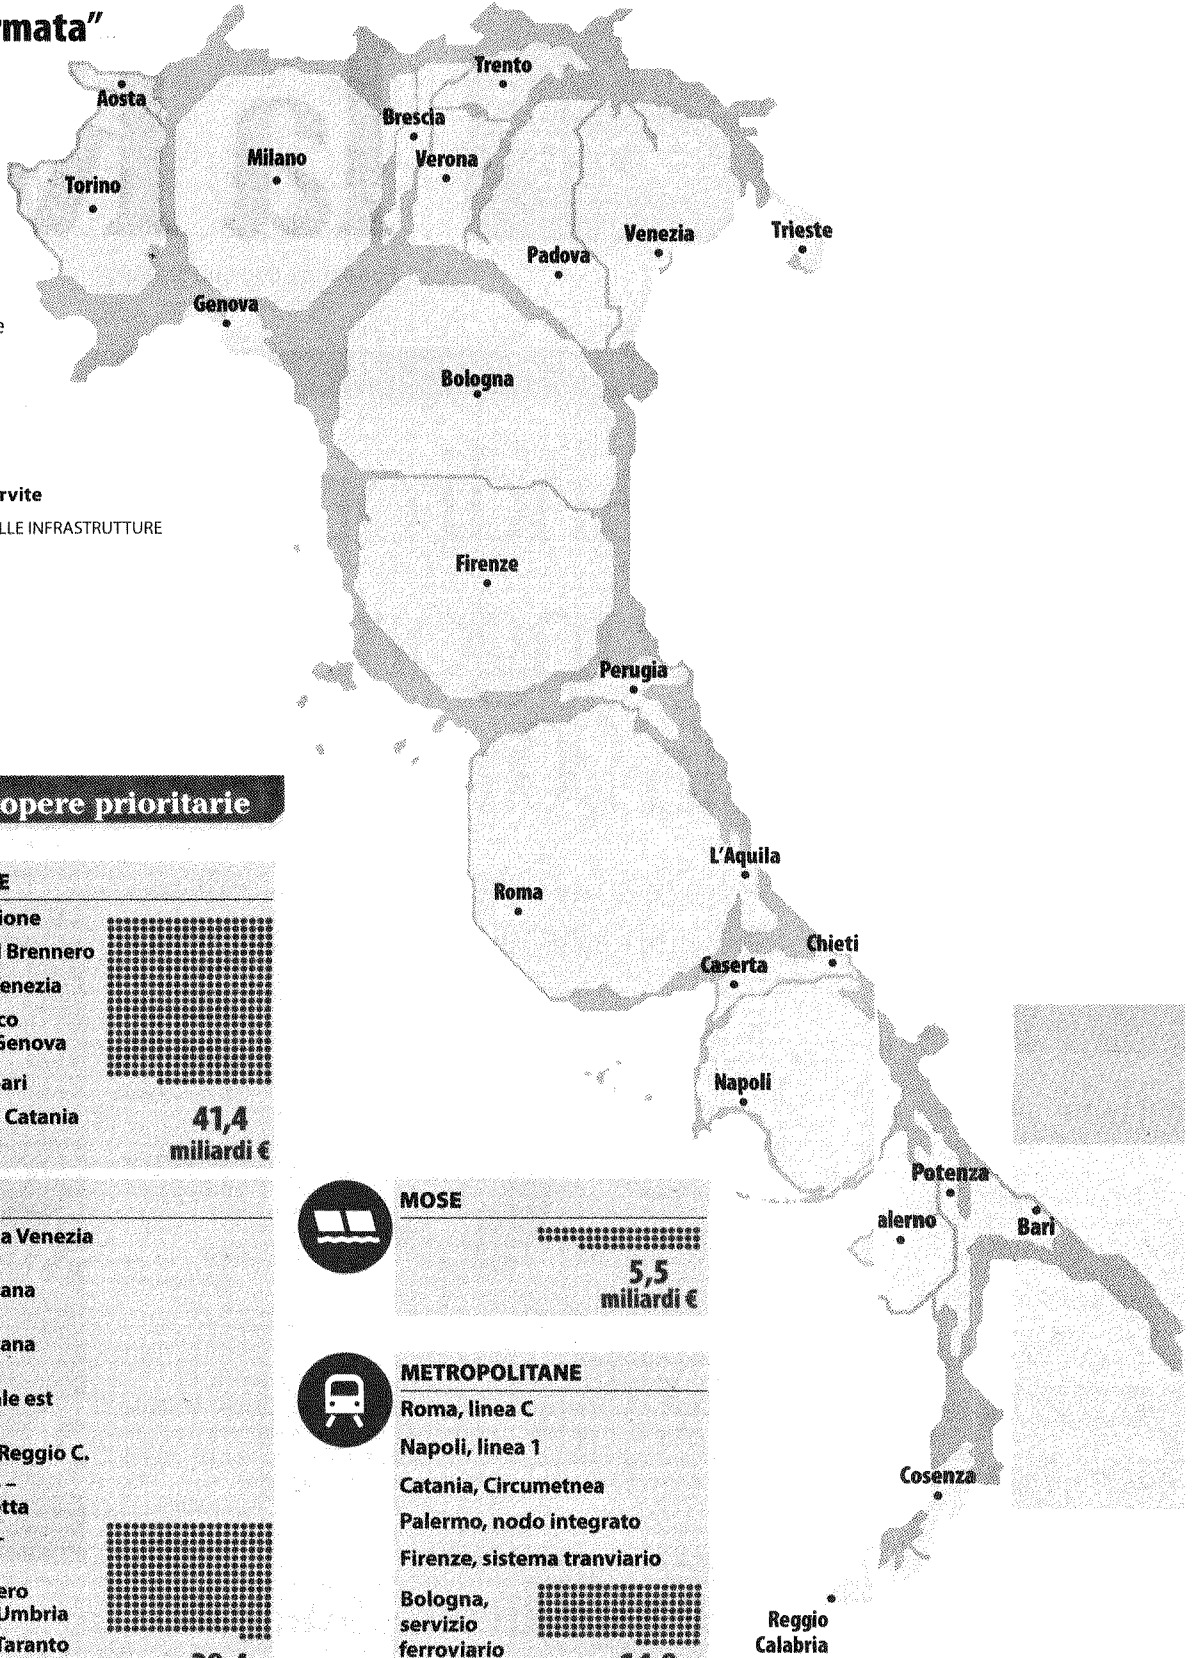 rmata”
Trento
Aosta
Brescia
Milano
Verona
Torino
Venezia
Trieste
Padova
Genova
e
Bologna
rvite
LLE INFRASTRUTTURE
Firenze
Perugia
opere prioritarie
L'Aquila
E
Roma
ione
l Brennero
Chieti
Caserta
enezia
co
Genova
ari
Napoli
Catania
41,4
miliardi €
Potenza
MOSE
alerno
Bari
a Venezia
5,5
miliardi €
ana
ana
METROPOLITANE
le est
Roma, linea C
Reggio C.
Napoli, linea 1
–
Catania, Circumetnea
Cosenza
tta
Palermo, nodo integrato
Firenze, sistema tranviario
ero
Umbria
Taranto
Bologna,
servizio
ferroviario
Reggio
Calabria